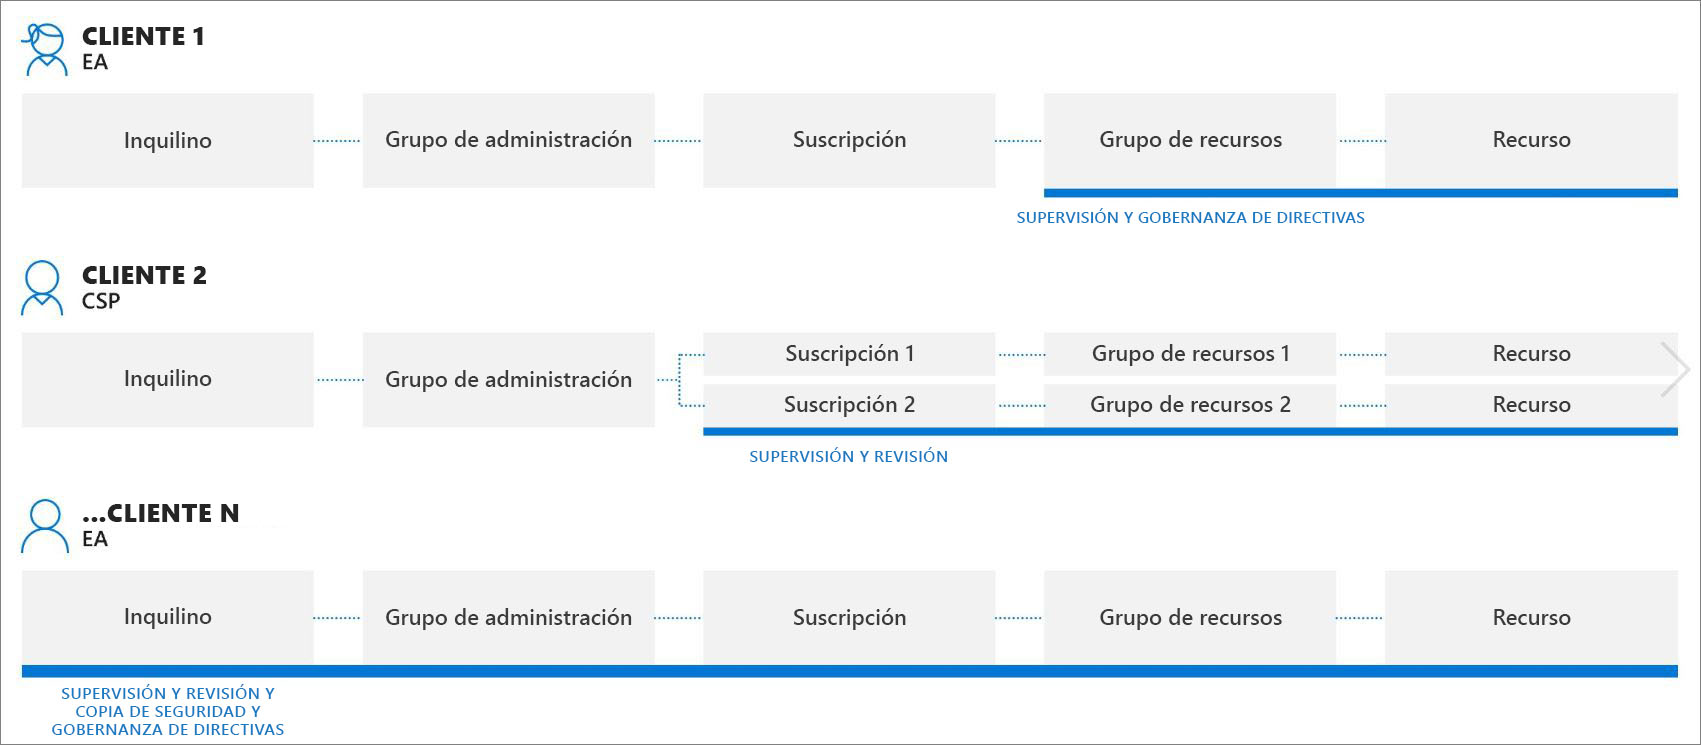 CLIENTE 1
EA
Inquilino
Grupo de administración
Suscripción
Grupo de recursos
Recurso
SUPERVISIÓN Y GOBERNANZA DE DIRECTIVAS
CLIENTE 2
CSP
Inquilino
Grupo de administración
Suscripción 1
Grupo de recursos 1
Recurso
Suscripción 2
Grupo de recursos 2
Recurso
SUPERVISIÓN Y REVISIÓN
...CLIENTE N
EA
Inquilino
Grupo de administración
Suscripción
Grupo de recursos
Recurso
SUPERVISIÓN Y REVISIÓN Y
COPIA DE SEGURIDAD Y
GOBERNANZA DE DIRECTIVAS